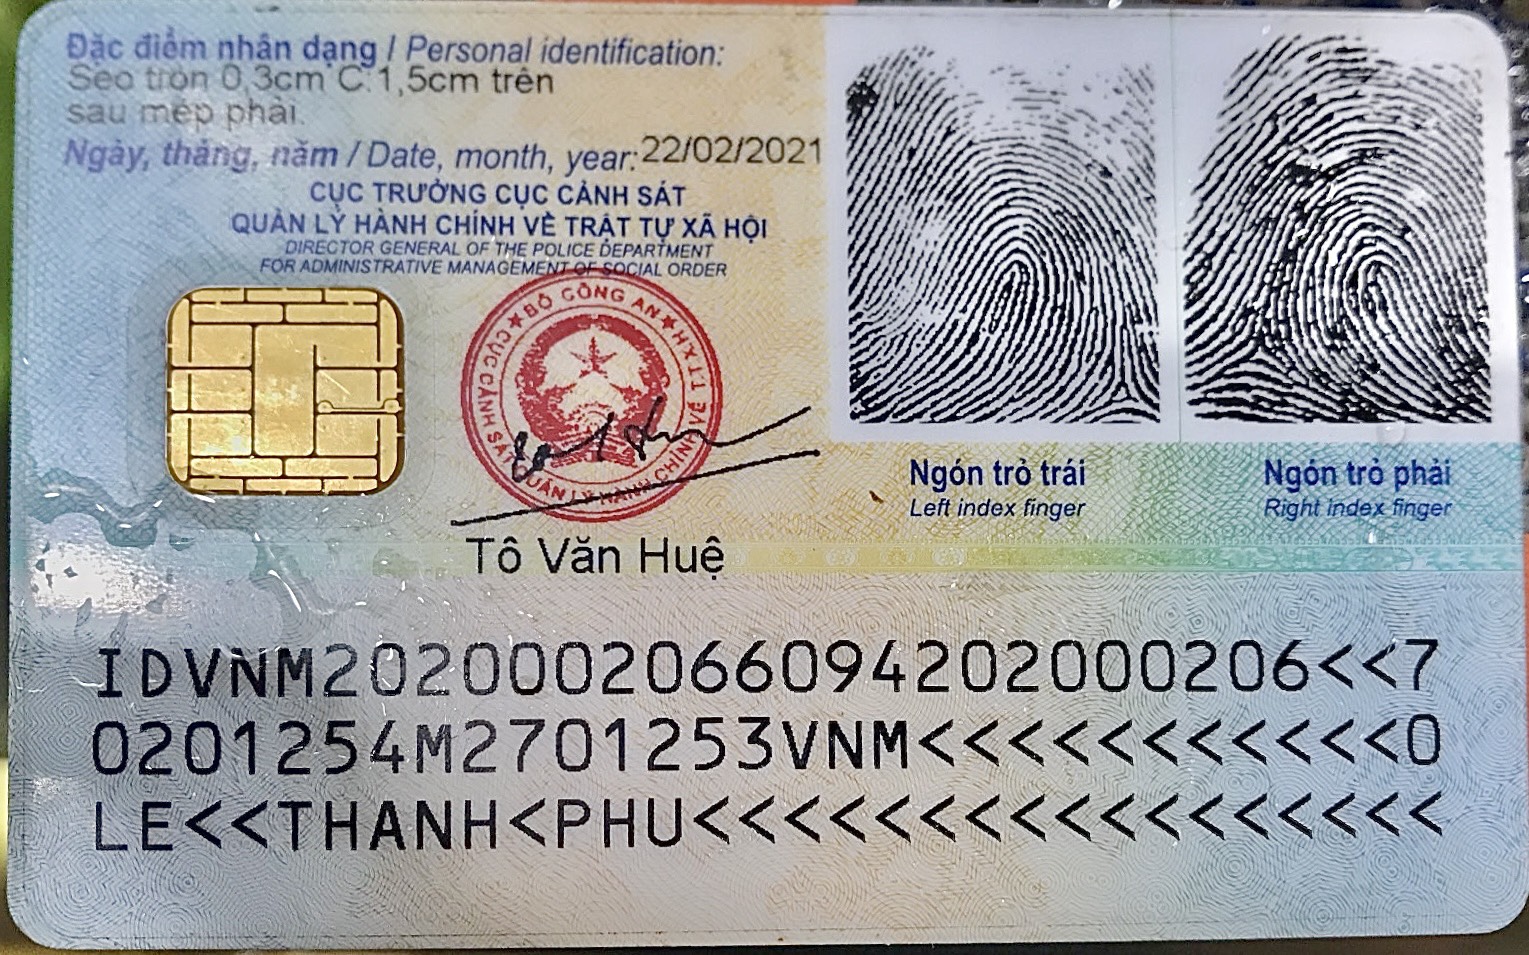 Đặc điểm nhân dạng / Personal identification:
Sẹo tròn 0,3cm C:1,5cm trên
sau mép phải
Ngày, tháng, năm / Date, month, year: 22/02/2021
CỤC TRƯỞNG CỤC CẢNH SÁT
QUẢN LÝ HÀNH CHÍNH VỀ TRẬT TỰ XÃ HỘI
DIRECTOR GENERAL OF THE POLICE DEPARTMENT
FOR ADMINISTRATIVE MANAGEMENT OF SOCIAL ORDER
BỘ CÔNG AN
CỤC CẢNH SÁT QUẢN LÝ HÀNH CHÍNH VỀ TTXH
Tô Văn Huệ
Ngón trỏ trái
Left index finger
Ngón trỏ phải
Right index finger
IDVNM2020002066094202000206<<7
0201254M2701253VNM<<<<<<<<<<<0
LE<<THANH<PHU<<<<<<<<<<<<<<<<<